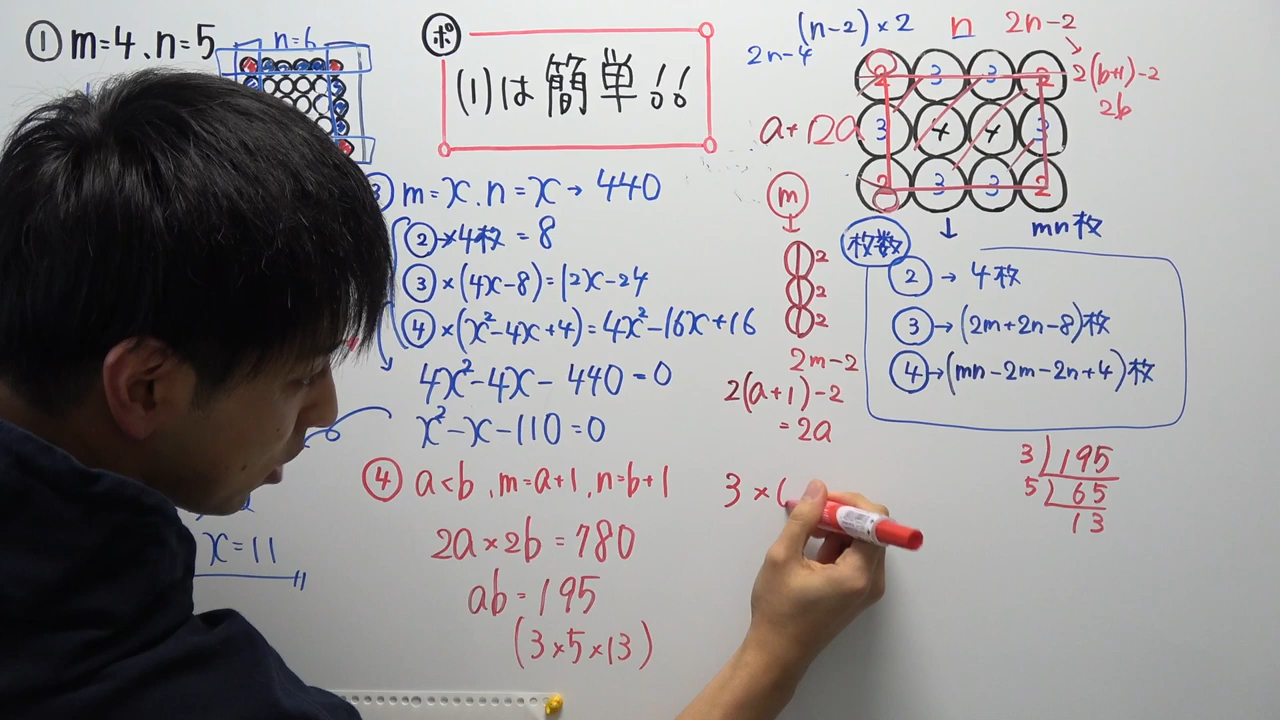 ① m=4、n=5
n=6
ポ
(1)は簡単!!
(n-2)×2
2n-4
n
2n-2
2(b+1)-2
2b
2 3 3 2
3 4 4 3
2 3 3 2
m
2
2
2
2m-2
2(a+1)-2
=2a
mn枚
枚数
② → 4枚
③ → (2m+2n-8)枚
④ → (mn-2m-2n+4)枚
m=x、n=x → 440
②×4枚 = 8
③×(4x-8)=12x-24
④×(x²-4x+4)=4x²-16x+16
4x²-4x-440=0
x²-x-110=0
x=11
④ a<b、m=a+1、n=b+1
2a×2b=780
ab=195
(3×5×13)
3×(
3)195
5)65
13